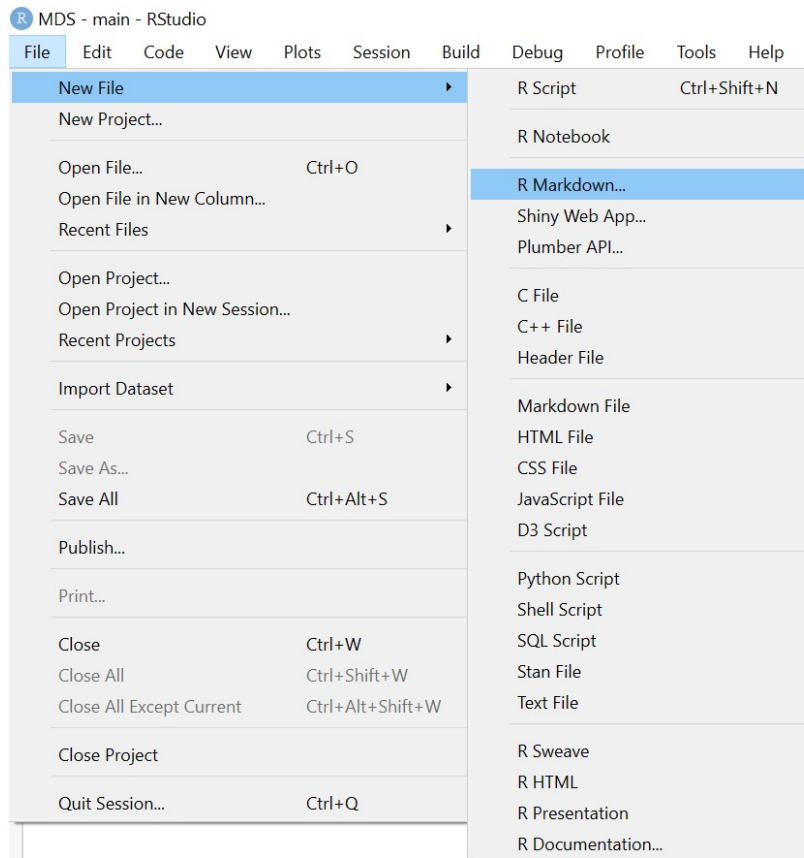 R MDS - main - RStudio
File Edit Code View Plots Session Build Debug Profile Tools Help
New File
New Project...
Open File... Ctrl+O
Open File in New Column...
Recent Files
Open Project...
Open Project in New Session...
Recent Projects
Import Dataset
Save Ctrl+S
Save As...
Save All Ctrl+Alt+S
Publish...
Print...
Close Ctrl+W
Close All Ctrl+Shift+W
Close All Except Current Ctrl+Alt+Shift+W
Close Project
Quit Session... Ctrl+Q
R Script Ctrl+Shift+N
R Notebook
R Markdown...
Shiny Web App...
Plumber API...
C File
C++ File
Header File
Markdown File
HTML File
CSS File
JavaScript File
D3 Script
Python Script
Shell Script
SQL Script
Stan File
Text File
R Sweave
R HTML
R Presentation
R Documentation...